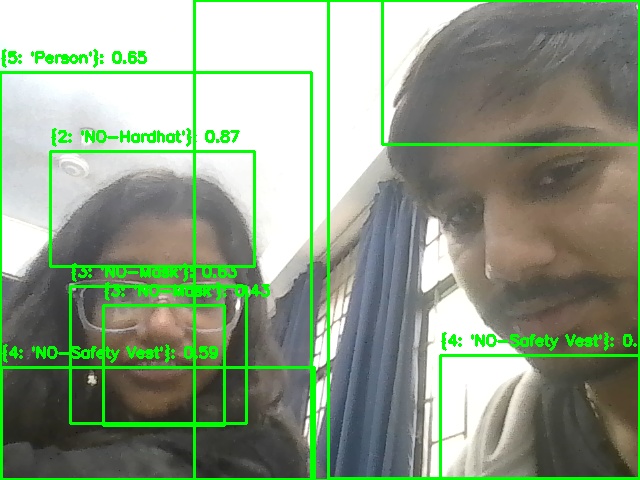 {5: 'Person'}: 0.65
{2: 'NO-Hardhat'}: 0.87
{3: 'NO-Mask'}: 0.63
{3: 'NO-Mask'}: 0.43
{4: 'NO-Safety Vest'}: 0.
{4: 'NO-Safety Vest'}: 0.59